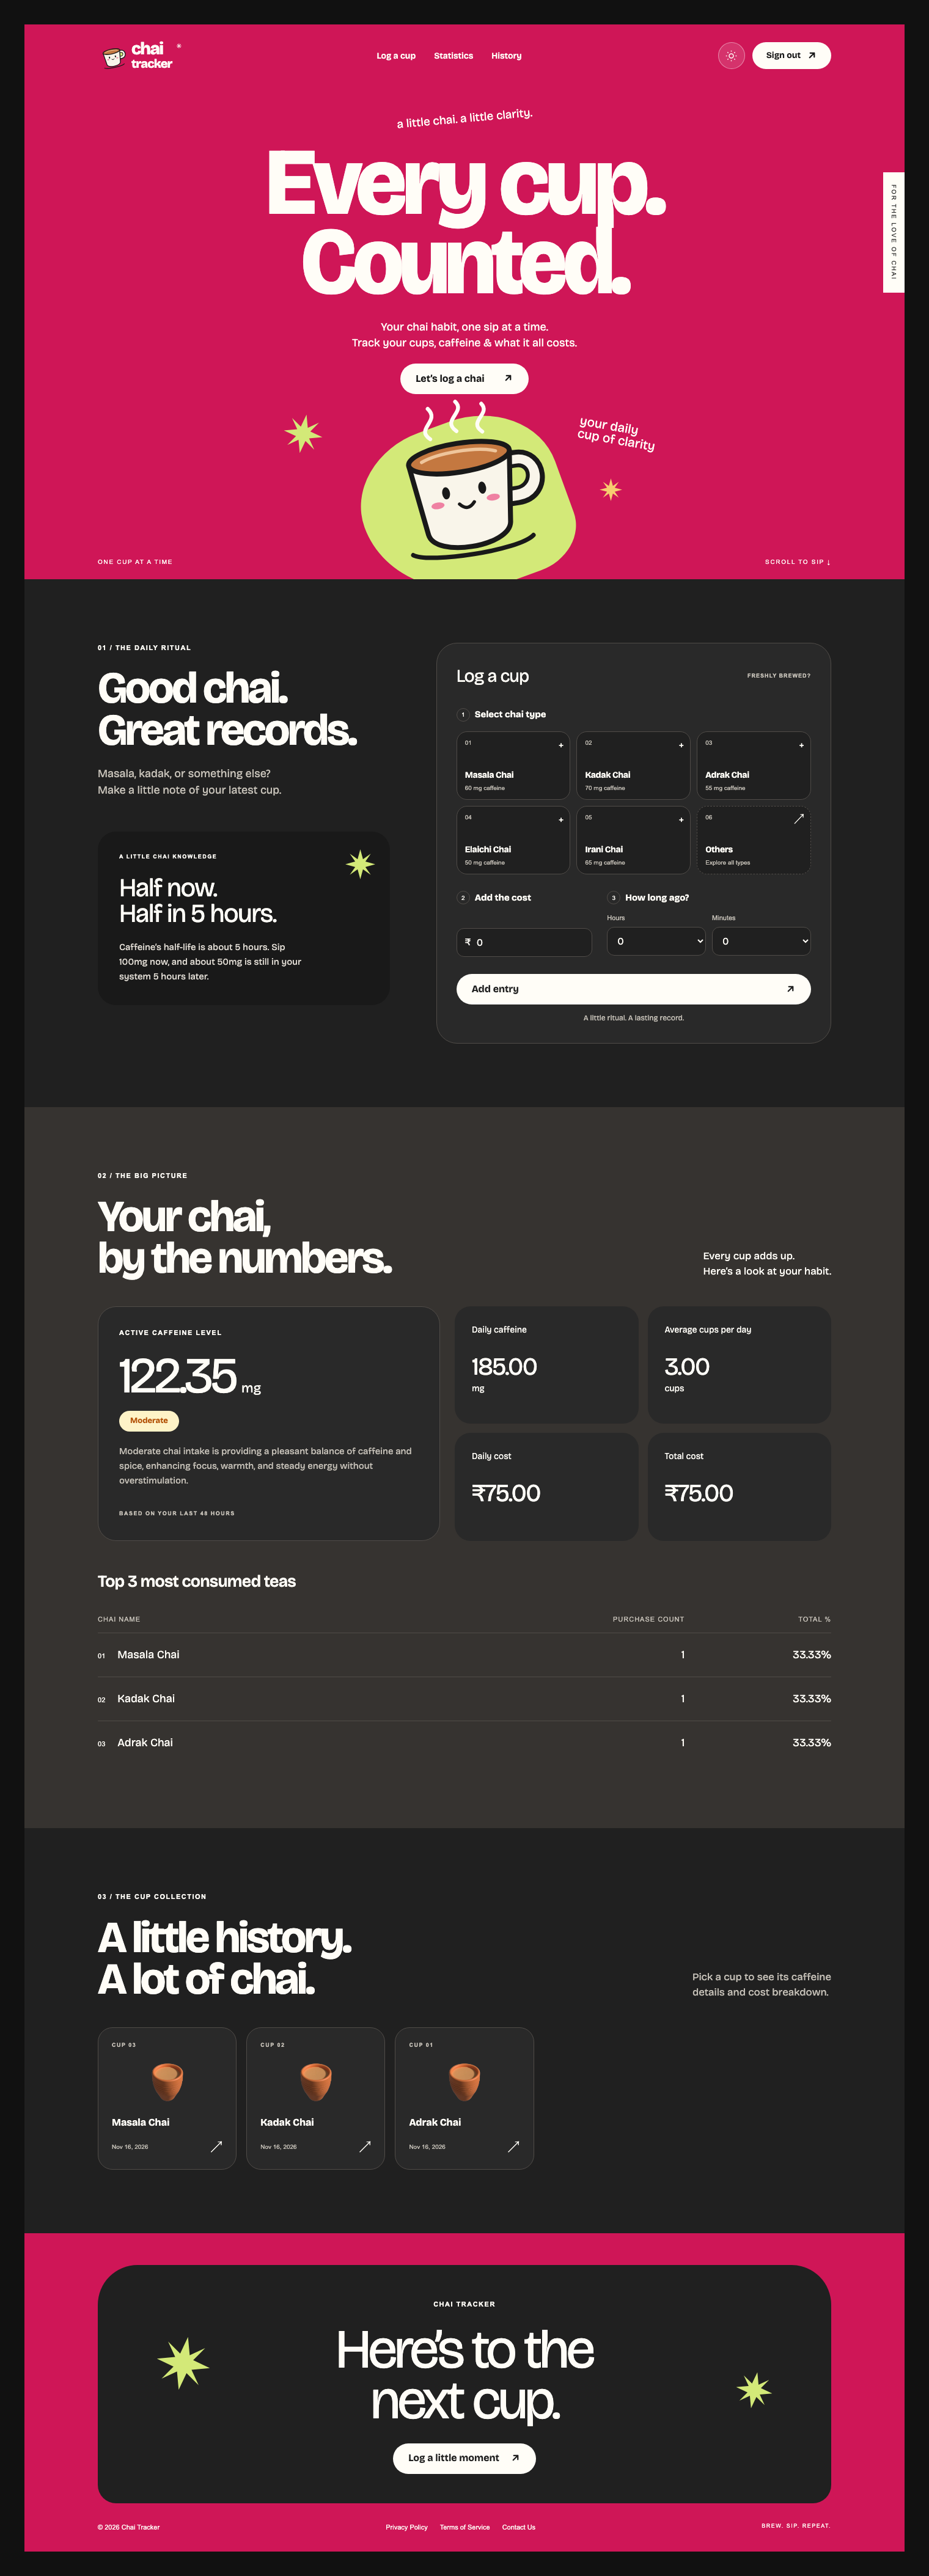 chai
tracker
Log a cup
Statistics
History
Sign out
a little chai. a little clarity.
Every cup.
Counted.
FOR THE LOVE OF CHAI
Your chai habit, one sip at a time.
Track your cups, caffeine & what it all costs.
Let's log a chai
your daily
cup of clarity
ONE CUP AT A TIME
SCROLL TO SIP ↓
01 / THE DAILY RITUAL
Good chai.
Great records.
Masala, kadak, or something else?
Make a little note of your latest cup.
A LITTLE CHAI KNOWLEDGE
Half now.
Half in 5 hours.
Caffeine's half-life is about 5 hours. Sip
100mg now, and about 50mg is still in your
system 5 hours later.
Log a cup
FRESHLY BREWED?
1 Select chai type
01 +
Masala Chai
60 mg caffeine
02 +
Kadak Chai
70 mg caffeine
03 +
Adrak Chai
55 mg caffeine
04 +
Elaichi Chai
50 mg caffeine
05 +
Irani Chai
65 mg caffeine
06
Others
Explore all types
2 Add the cost
₹ 0
3 How long ago?
Hours
0
Minutes
0
Add entry
A little ritual. A lasting record.
02 / THE BIG PICTURE
Your chai,
by the numbers.
Every cup adds up.
Here's a look at your habit.
ACTIVE CAFFEINE LEVEL
122.35 mg
Moderate
Moderate chai intake is providing a pleasant balance of caffeine and
spice, enhancing focus, warmth, and steady energy without
overstimulation.
BASED ON YOUR LAST 48 HOURS
Daily caffeine
185.00
mg
Average cups per day
3.00
cups
Daily cost
₹75.00
Total cost
₹75.00
Top 3 most consumed teas
CHAI NAME PURCHASE COUNT TOTAL %
01 Masala Chai 1 33.33%
02 Kadak Chai 1 33.33%
03 Adrak Chai 1 33.33%
03 / THE CUP COLLECTION
A little history.
A lot of chai.
Pick a cup to see its caffeine
details and cost breakdown.
CUP 03
Masala Chai
Nov 16, 2026
CUP 02
Kadak Chai
Nov 16, 2026
CUP 01
Adrak Chai
Nov 16, 2026
CHAI TRACKER
Here's to the
next cup.
Log a little moment
© 2026 Chai Tracker
Privacy Policy
Terms of Service
Contact Us
BREW. SIP. REPEAT.